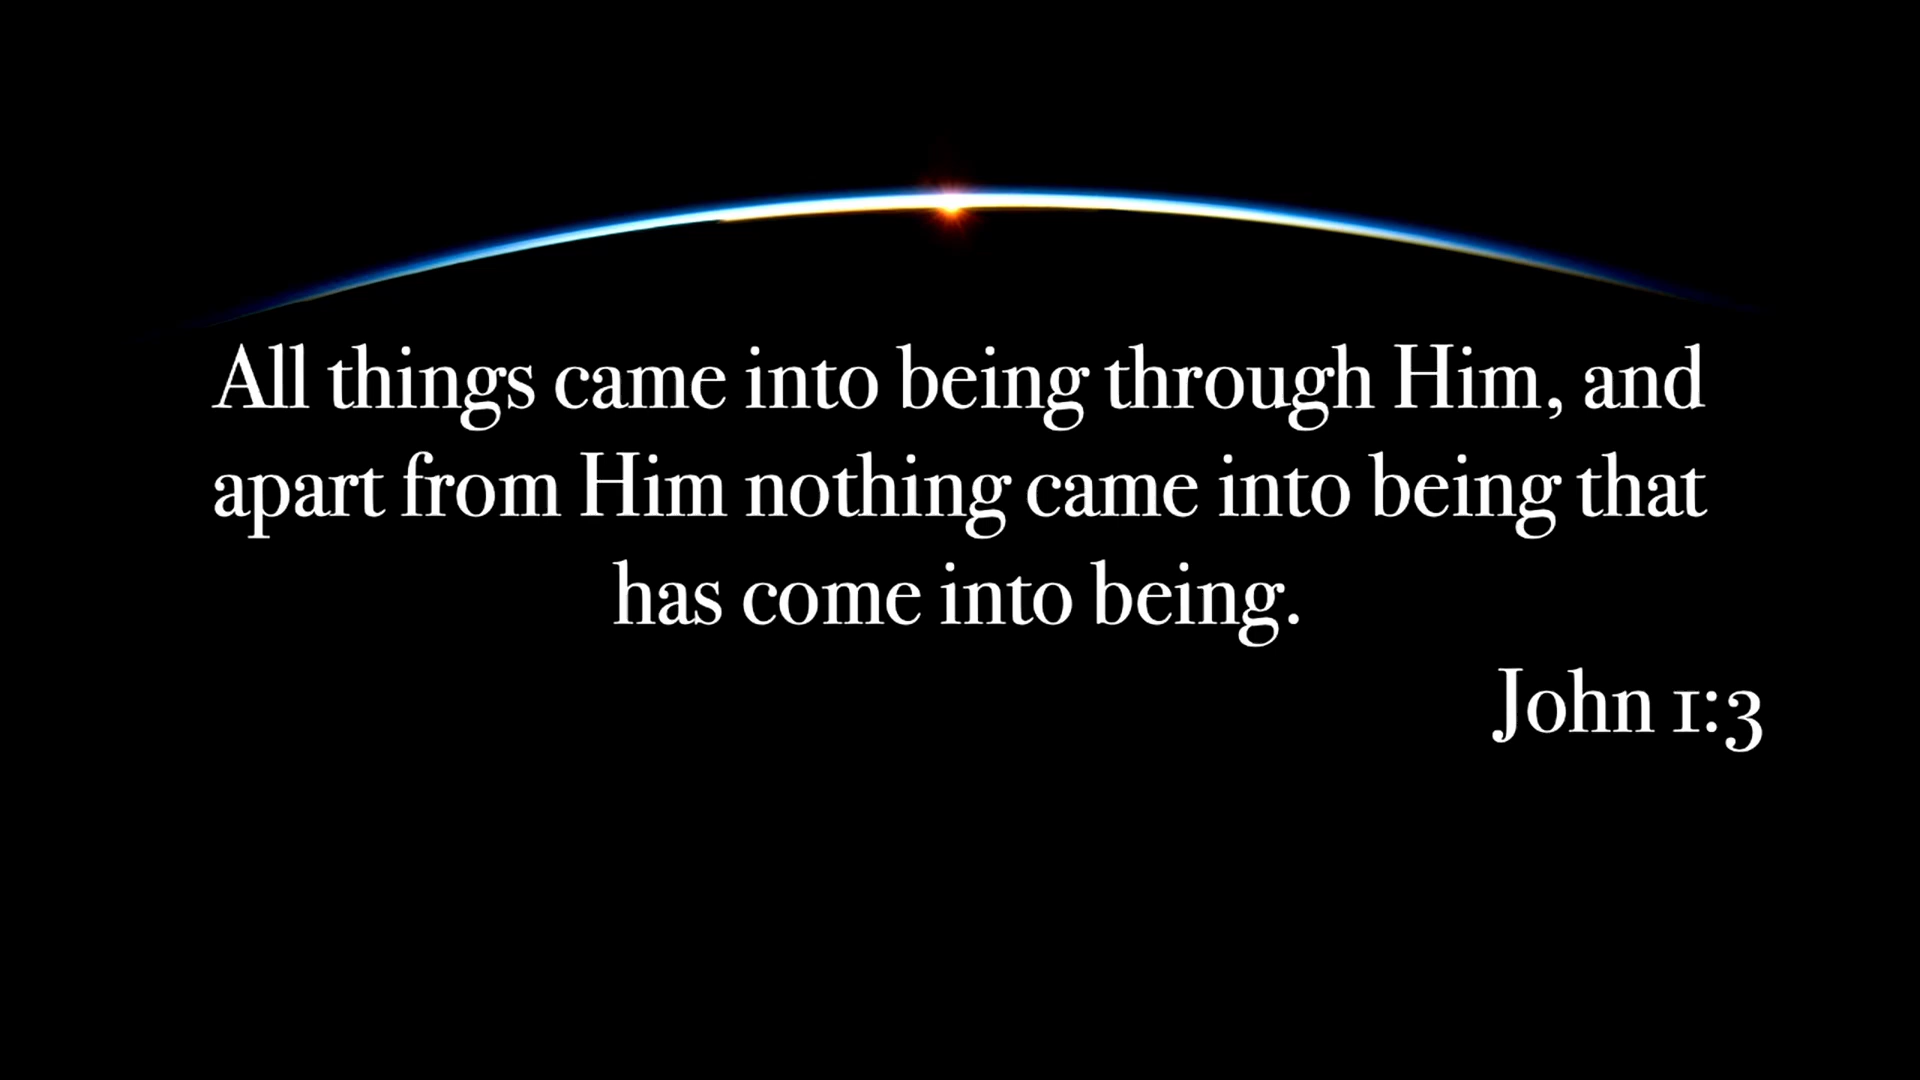 All things came into being through Him, and
apart from Him nothing came into being that
has come into being.
John 1:3